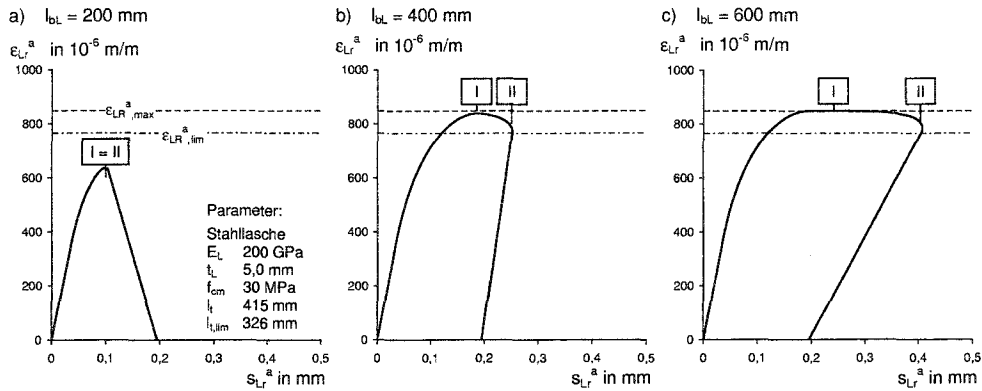 a) l_bL = 200 mm
ε_Lr^a in 10^-6 m/m
1000
800
600
400
200
0
ε_LR^a,max
ε_LR^a,lim
I = II
Parameter:
Stahllasche
E_L 200 GPa
t_L 5,0 mm
f_cm 30 MPa
l_t 415 mm
l_t,lim 326 mm
0 0,1 0,2 0,3 0,4 0,5
s_Lr^a in mm
b) l_bL = 400 mm
ε_Lr^a in 10^-6 m/m
1000
800
600
400
200
0
I II
0 0,1 0,2 0,3 0,4 0,5
s_Lr^a in mm
c) l_bL = 600 mm
ε_Lr^a in 10^-6 m/m
1000
800
600
400
200
0
I II
0 0,1 0,2 0,3 0,4 0,5
s_Lr^a in mm